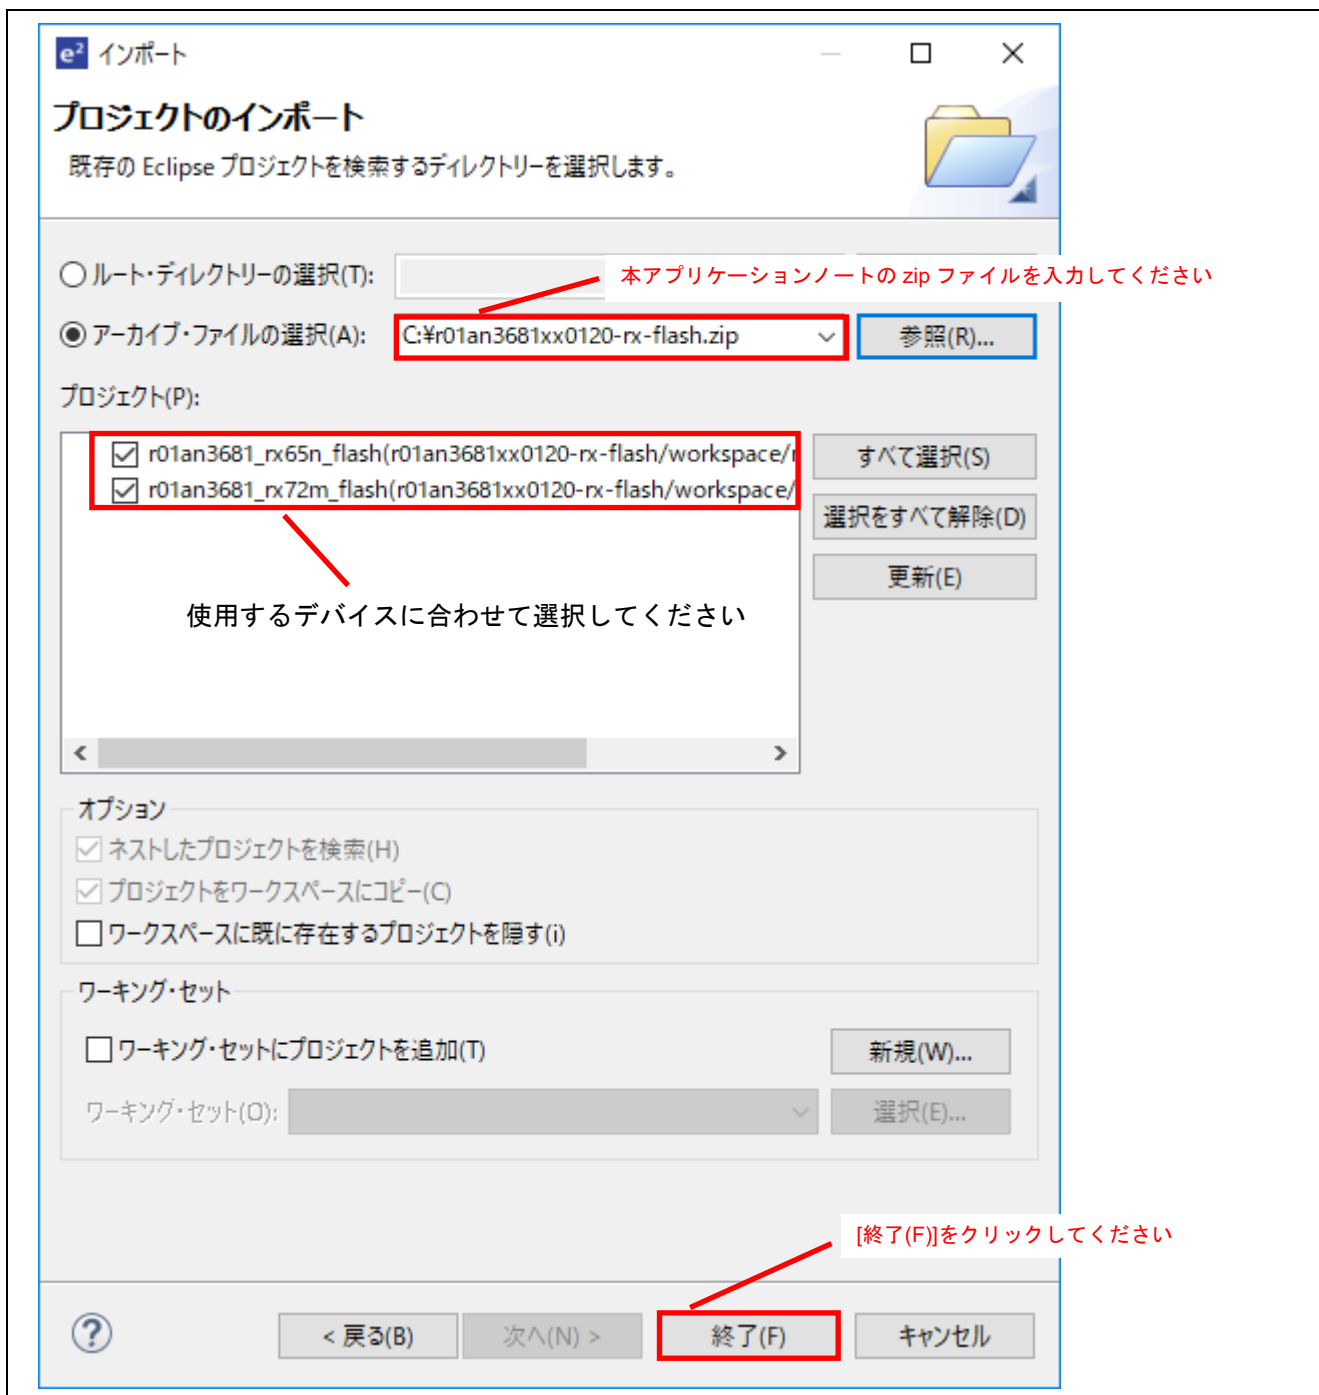 e² インポート
プロジェクトのインポート
既存の Eclipse プロジェクトを検索するディレクトリーを選択します。
ルート・ディレクトリーの選択(T):
本アプリケーションノートの zip ファイルを入力してください
アーカイブ・ファイルの選択(A):
C:¥r01an3681xx0120-rx-flash.zip
参照(R)...
プロジェクト(P):
r01an3681_rx65n_flash(r01an3681xx0120-rx-flash/workspace/r
r01an3681_rx72m_flash(r01an3681xx0120-rx-flash/workspace/
すべて選択(S)
選択をすべて解除(D)
更新(E)
使用するデバイスに合わせて選択してください
オプション
ネストしたプロジェクトを検索(H)
プロジェクトをワークスペースにコピー(C)
ワークスペースに既に存在するプロジェクトを隠す(i)
ワーキング・セット
ワーキング・セットにプロジェクトを追加(T)
新規(W)...
ワーキング・セット(O):
選択(E)...
[終了(F)]をクリックしてください
?
< 戻る(B)
次へ(N) >
終了(F)
キャンセル